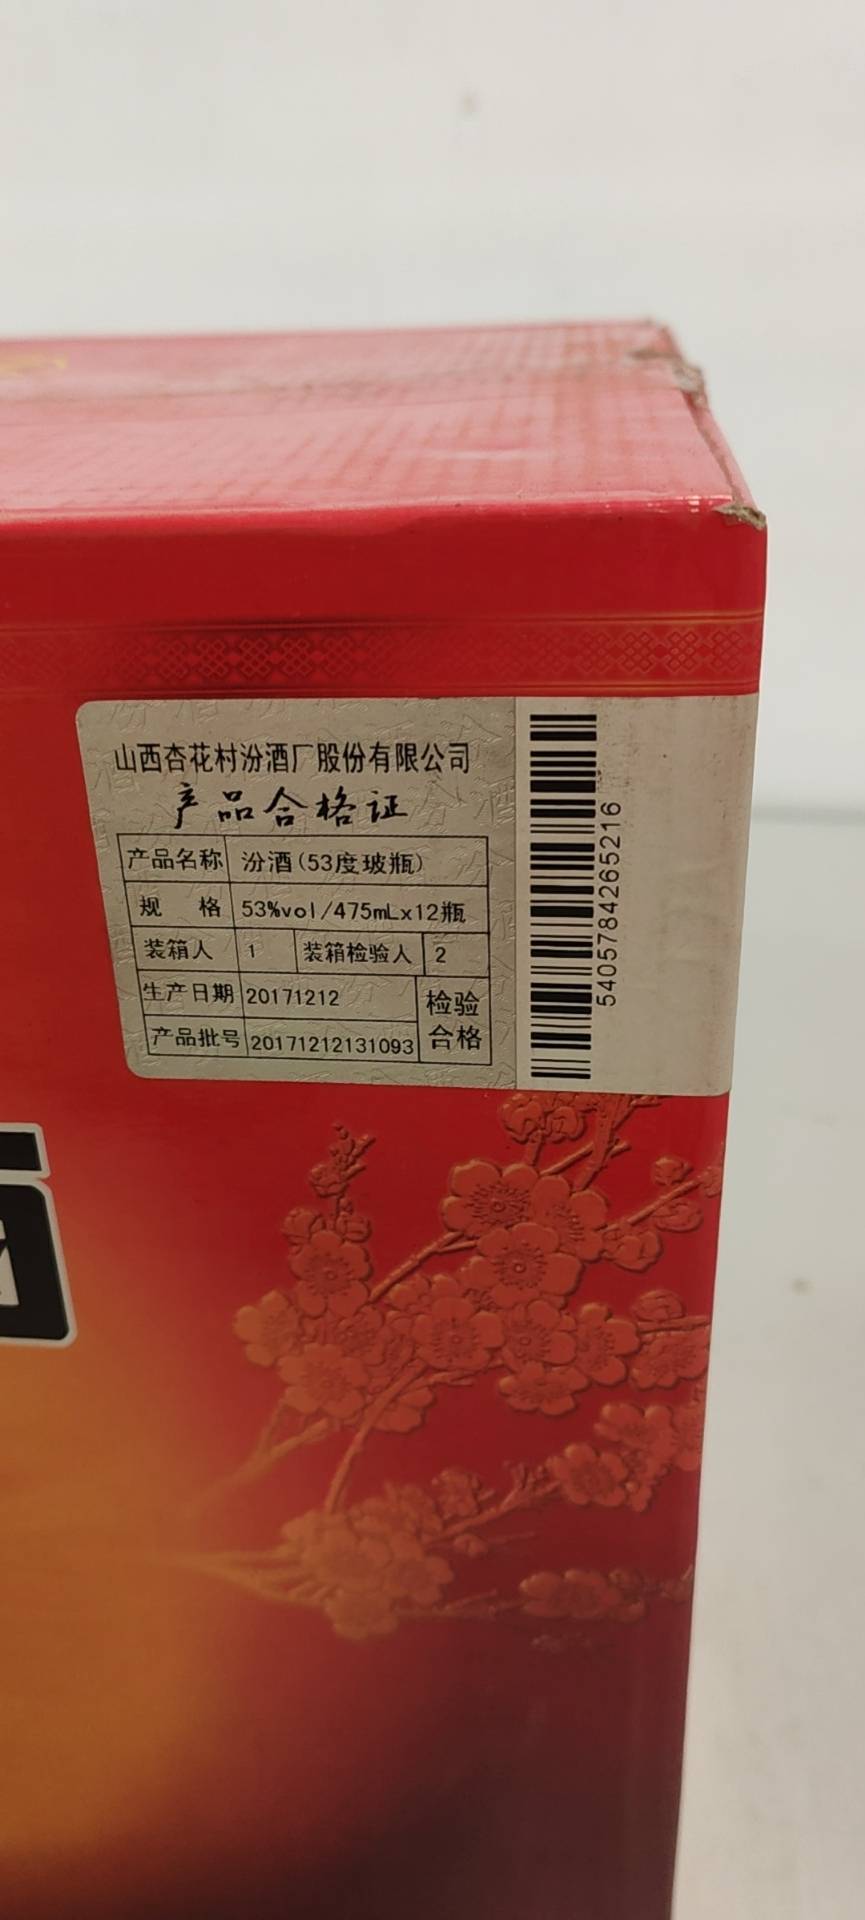 山西杏花村汾酒厂股份有限公司
产品合格证
产品名称 汾酒(53度玻瓶)
规 格 53%vol/475mLx12瓶
装箱人 1 装箱检验人 2
生产日期 20171212 检验
产品批号 20171212131093 合格
5405784265216